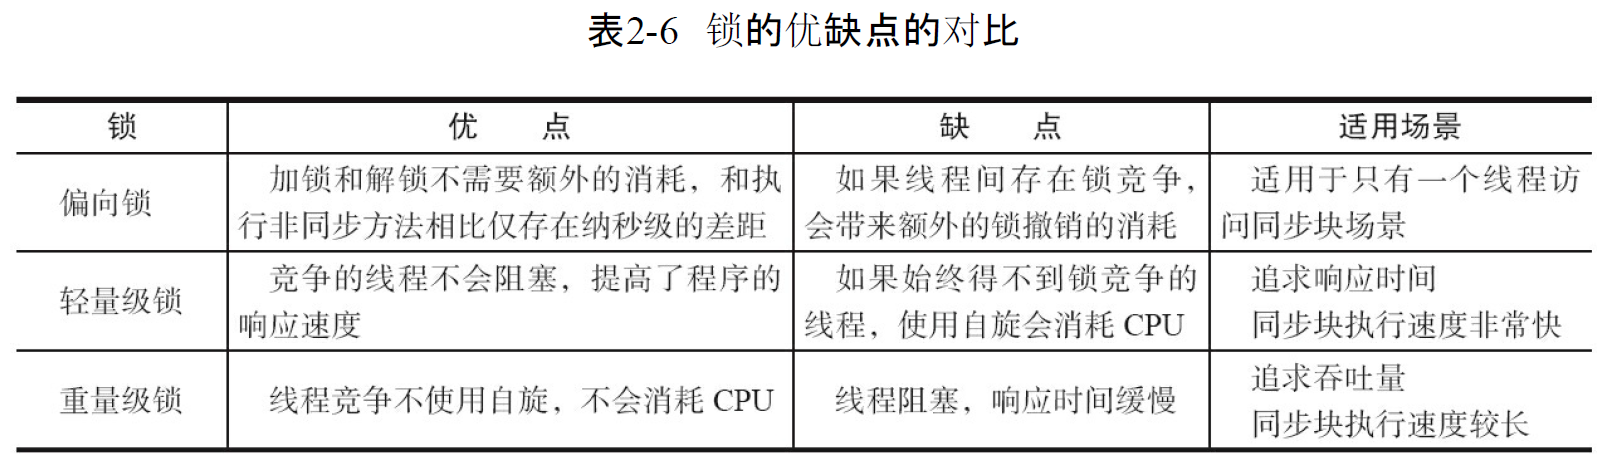 表2-6 锁的优缺点的对比
锁 优 点 缺 点 适用场景
偏向锁
加锁和解锁不需要额外的消耗，和执
行非同步方法相比仅存在纳秒级的差距
如果线程间存在锁竞争，
会带来额外的锁撤销的消耗
适用于只有一个线程访
问同步块场景
轻量级锁
竞争的线程不会阻塞，提高了程序的
响应速度
如果始终得不到锁竞争的
线程，使用自旋会消耗 CPU
追求响应时间
同步块执行速度非常快
重量级锁
线程竞争不使用自旋，不会消耗 CPU
线程阻塞，响应时间缓慢
追求吞吐量
同步块执行速度较长